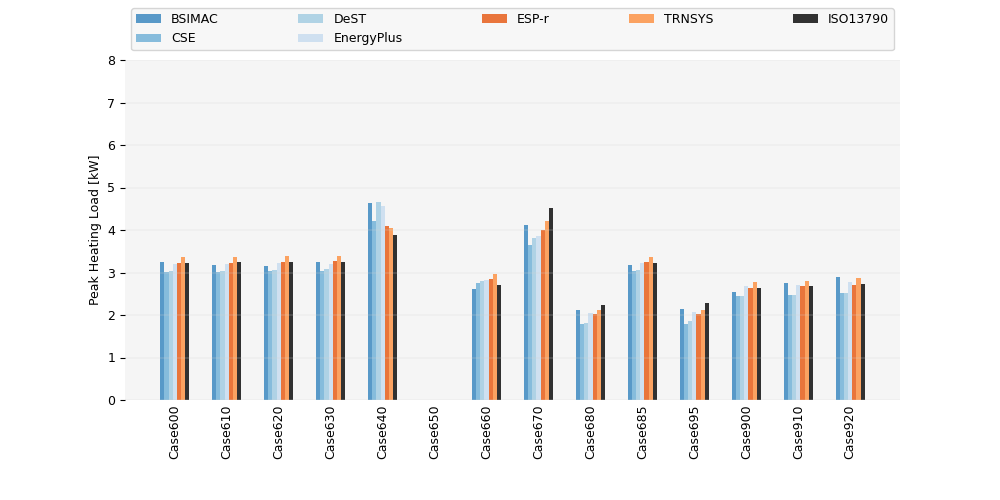 BSIMAC DeST ESP-r TRNSYS ISO13790
CSE EnergyPlus
8
7
6
5
4
3
2
1
0
Peak Heating Load [kW]
Case600 Case610 Case620 Case630 Case640 Case650 Case660 Case670 Case680 Case685 Case695 Case900 Case910 Case920